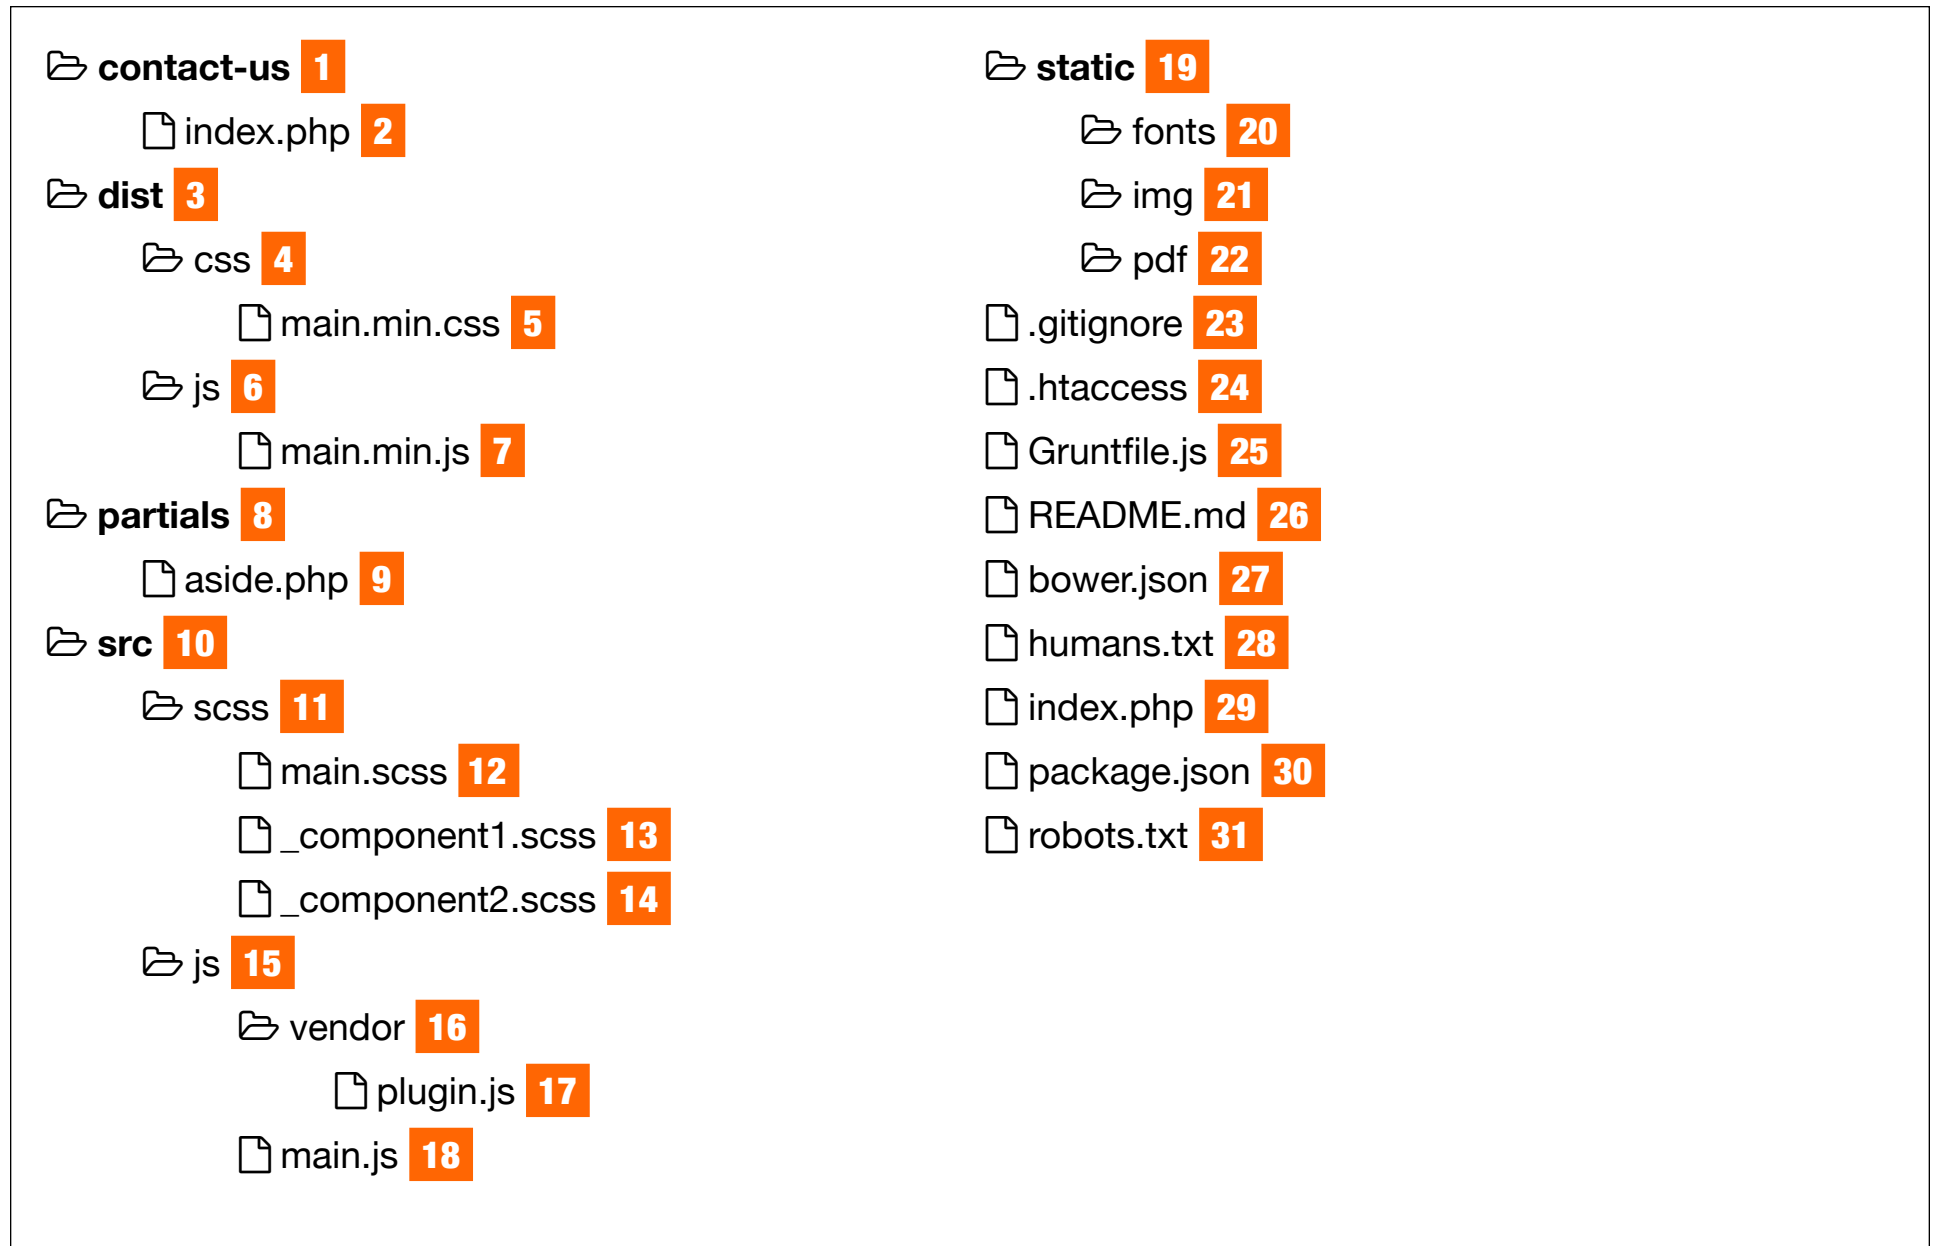 contact-us 1
index.php 2
dist 3
css 4
main.min.css 5
js 6
main.min.js 7
partials 8
aside.php 9
src 10
scss 11
main.scss 12
_component1.scss 13
_component2.scss 14
js 15
vendor 16
plugin.js 17
main.js 18
static 19
fonts 20
img 21
pdf 22
.gitignore 23
.htaccess 24
Gruntfile.js 25
README.md 26
bower.json 27
humans.txt 28
index.php 29
package.json 30
robots.txt 31